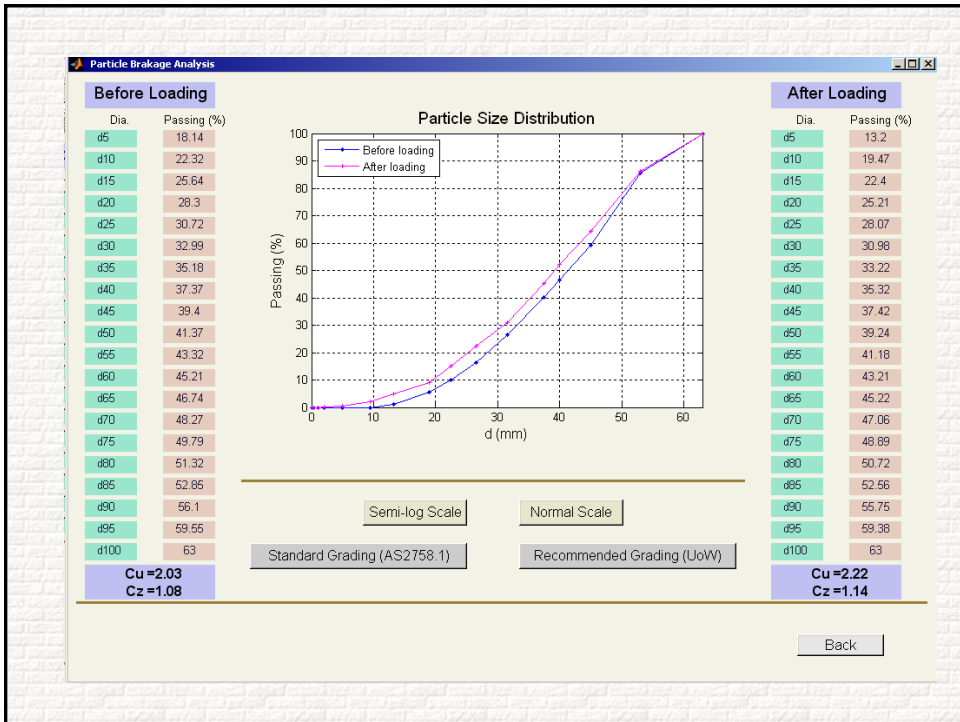 Particle Brakage Analysis
Before Loading
Dia. Passing (%)
d5 18.14
d10 22.32
d15 25.64
d20 28.3
d25 30.72
d30 32.99
d35 35.18
d40 37.37
d45 39.4
d50 41.37
d55 43.32
d60 45.21
d65 46.74
d70 48.27
d75 49.79
d80 51.32
d85 52.85
d90 56.1
d95 59.55
d100 63
Cu =2.03
Cz =1.08
Particle Size Distribution
Before loading
After loading
Passing (%)
100
90
80
70
60
50
40
30
20
10
0
0 10 20 30 40 50 60
d (mm)
Semi-log Scale
Normal Scale
Standard Grading (AS2758.1)
Recommended Grading (UoW)
After Loading
Dia. Passing (%)
d5 13.2
d10 19.47
d15 22.4
d20 25.21
d25 28.07
d30 30.98
d35 33.22
d40 35.32
d45 37.42
d50 39.24
d55 41.18
d60 43.21
d65 45.22
d70 47.06
d75 48.89
d80 50.72
d85 52.56
d90 55.75
d95 59.38
d100 63
Cu =2.22
Cz =1.14
Back